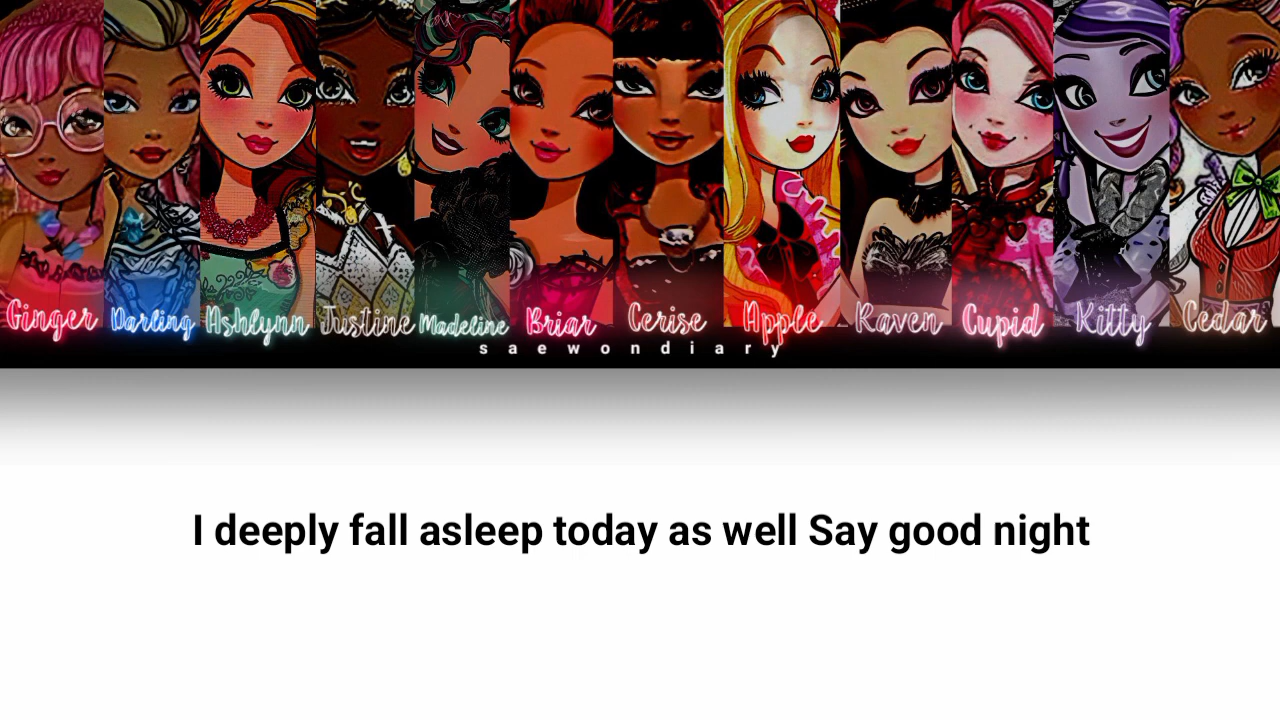 Ginger Darling Ashlynn Justine Madeline Briar Cerise Apple Raven Cupid Kitty Cedar
saewondiary
I deeply fall asleep today as well Say good night